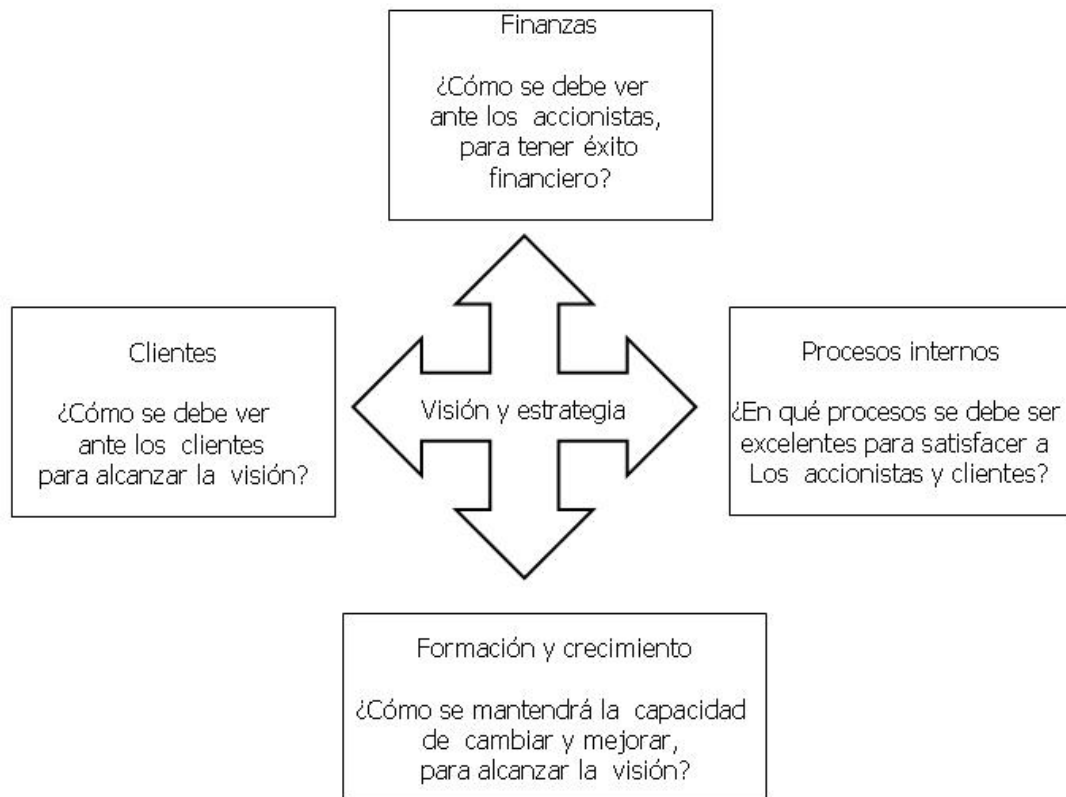 Finanzas
¿Cómo se debe ver
ante los accionistas,
para tener éxito
financiero?
Clientes
¿Cómo se debe ver
ante los clientes
para alcanzar la visión?
Visión y estrategia
Procesos internos
¿En qué procesos se debe ser
excelentes para satisfacer a
Los accionistas y clientes?
Formación y crecimiento
¿Cómo se mantendrá la capacidad
de cambiar y mejorar,
para alcanzar la visión?